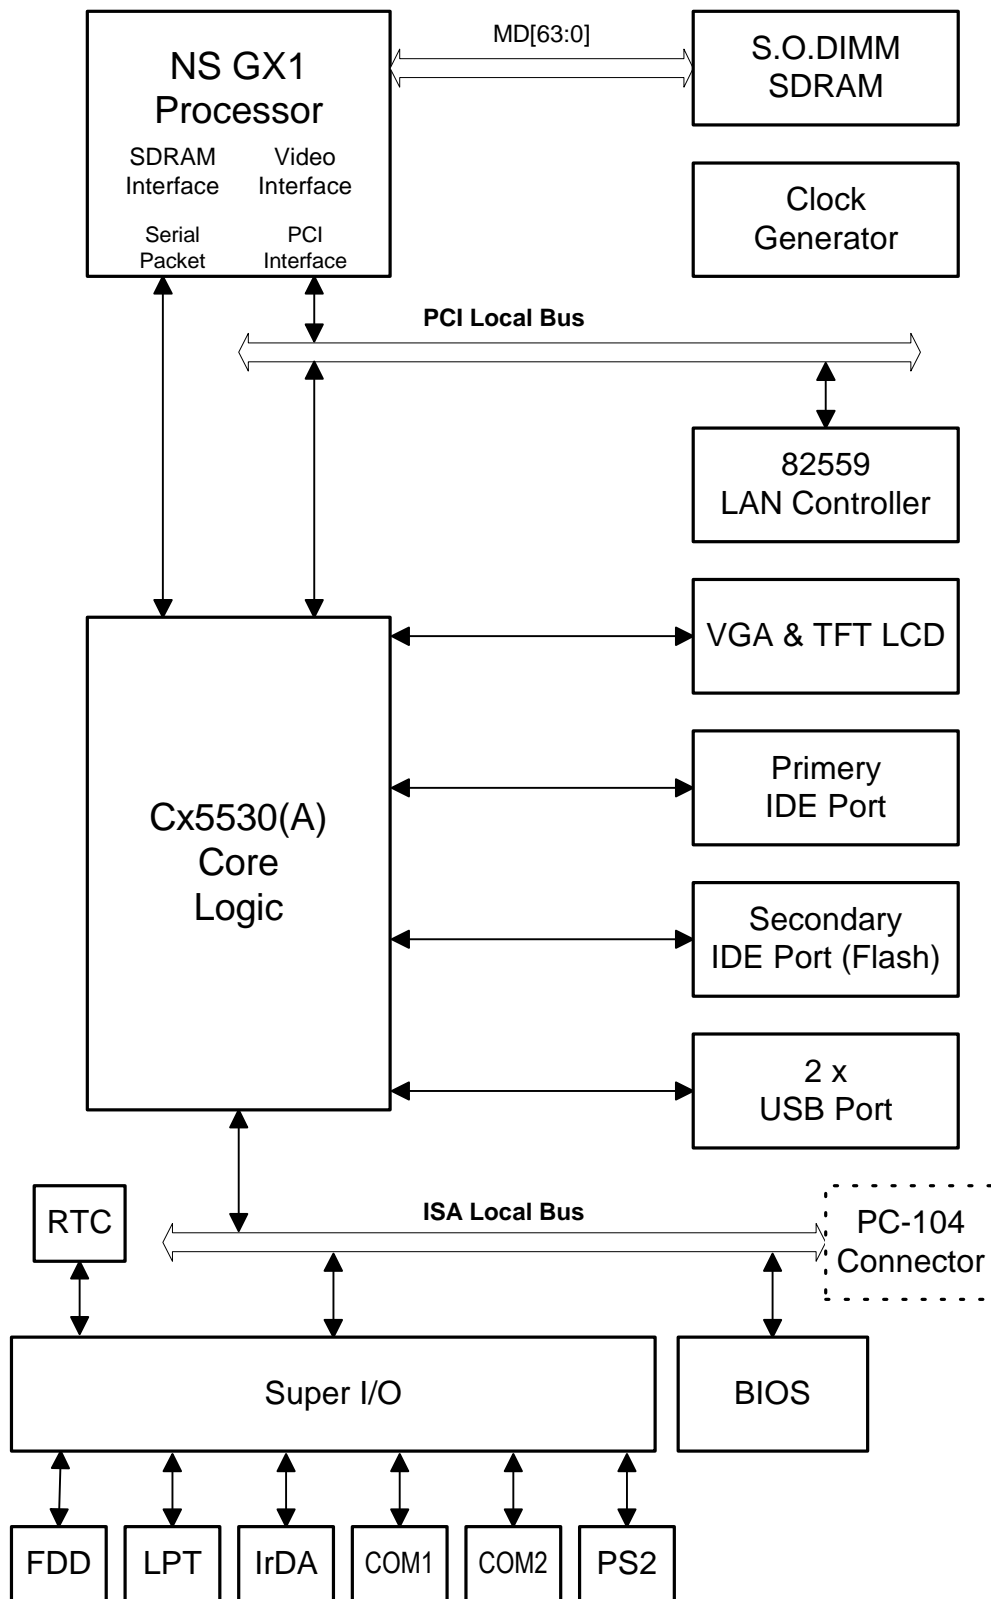 NS GX1
Processor
SDRAM
Interface
Video
Interface
Serial
Packet
PCI
Interface
MD[63:0]
S.O.DIMM
SDRAM
Clock
Generator
PCI Local Bus
82559
LAN Controller
VGA & TFT LCD
Cx5530(A)
Core
Logic
Primery
IDE Port
Secondary
IDE Port (Flash)
2 x
USB Port
RTC
ISA Local Bus
PC-104
Connector
Super I/O
BIOS
FDD
LPT
IrDA
COM1
COM2
PS2